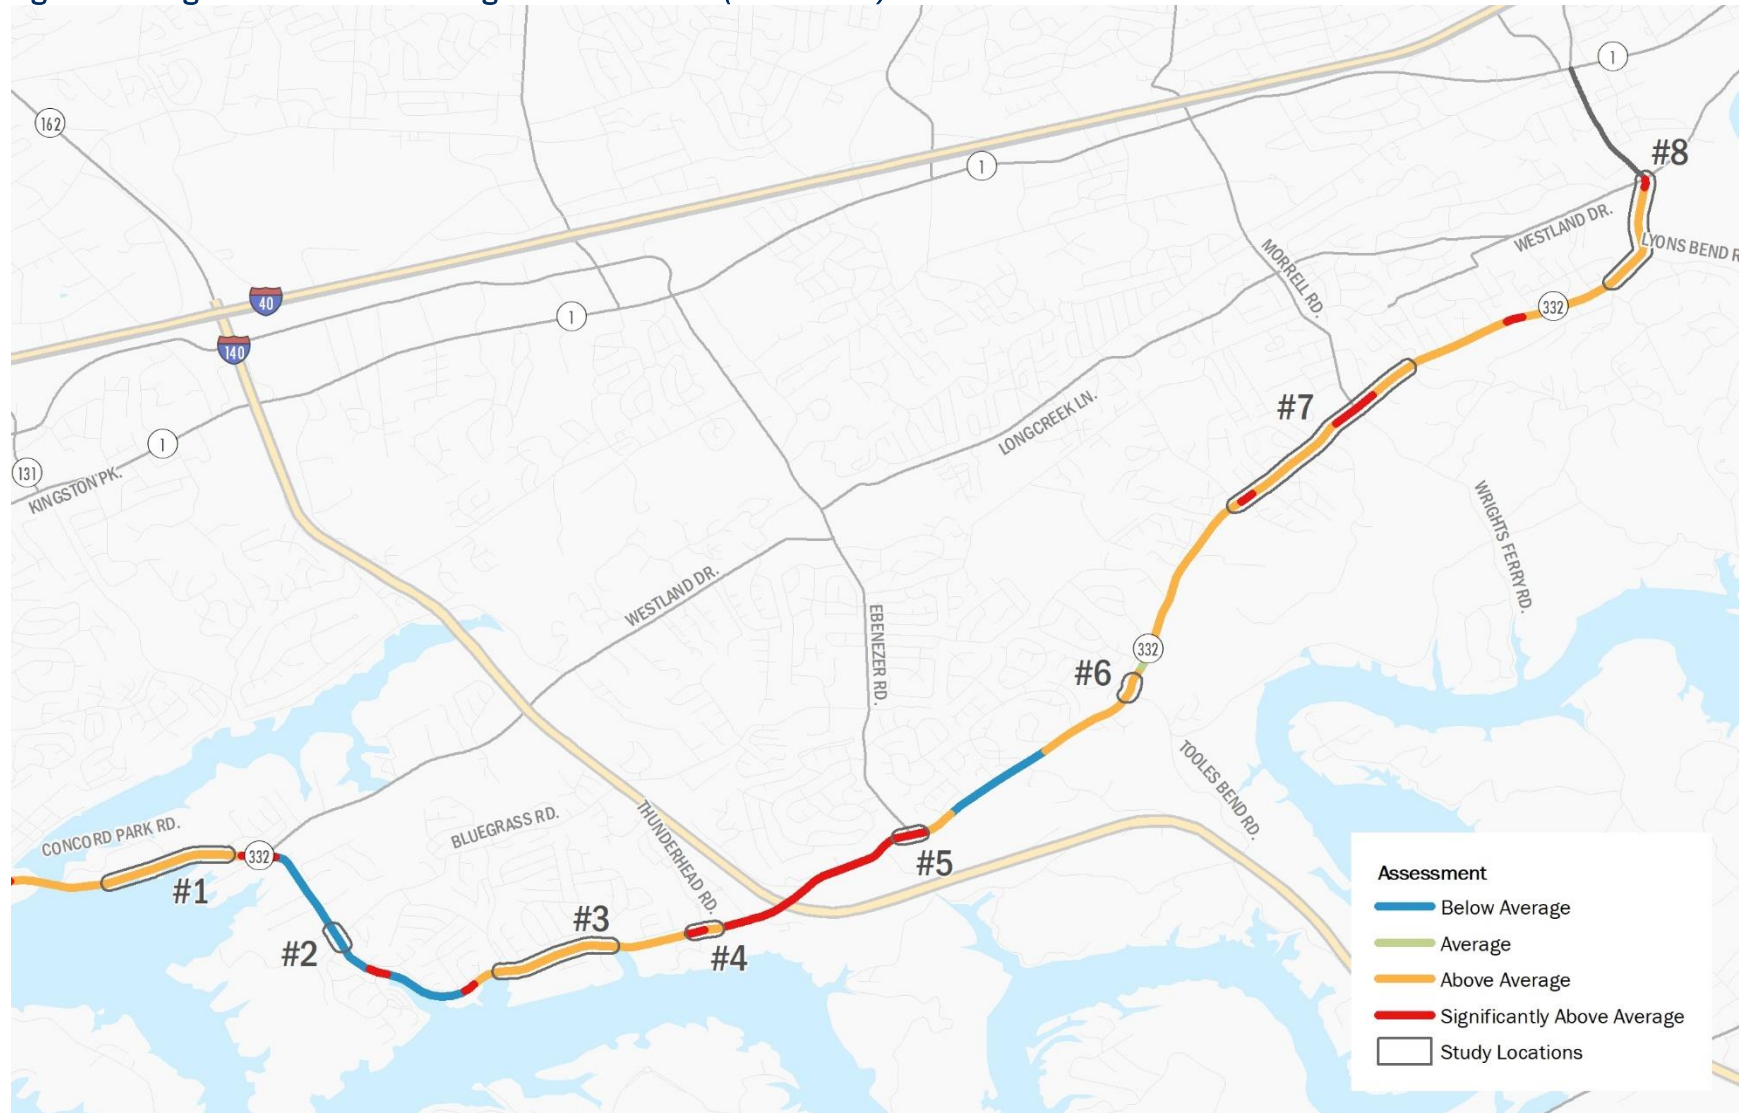 1
162
#8
1
WESTLAND DR.
LYONS BEND R
MORRELL RD.
40
332
1
140
#7
LONGCREEK LN.
1
131
KINGSTON PK.
WRIGHTS FERRY RD.
WESTLAND DR.
EBENEZER RD.
332
#6
TOOLES BEND RD.
CONCORD PARK RD.
BLUEGRASS RD.
THUNDERHEAD RD.
332
#5
#1
#3
#2
#4
Assessment
Below Average
Average
Above Average
Significantly Above Average
Study Locations